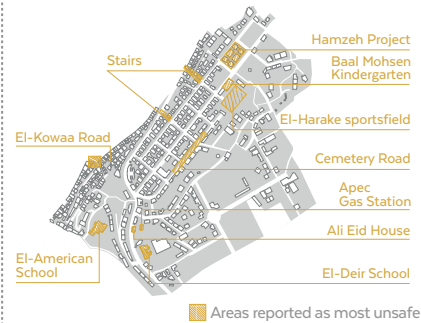 Hamzeh Project
Stairs
Baal Mohsen
Kindergarten
El-Harake sportsfield
El-Kowaa Road
Cemetery Road
Apec
Gas Station
Ali Eid House
El-American
School
El-Deir School
Areas reported as most unsafe